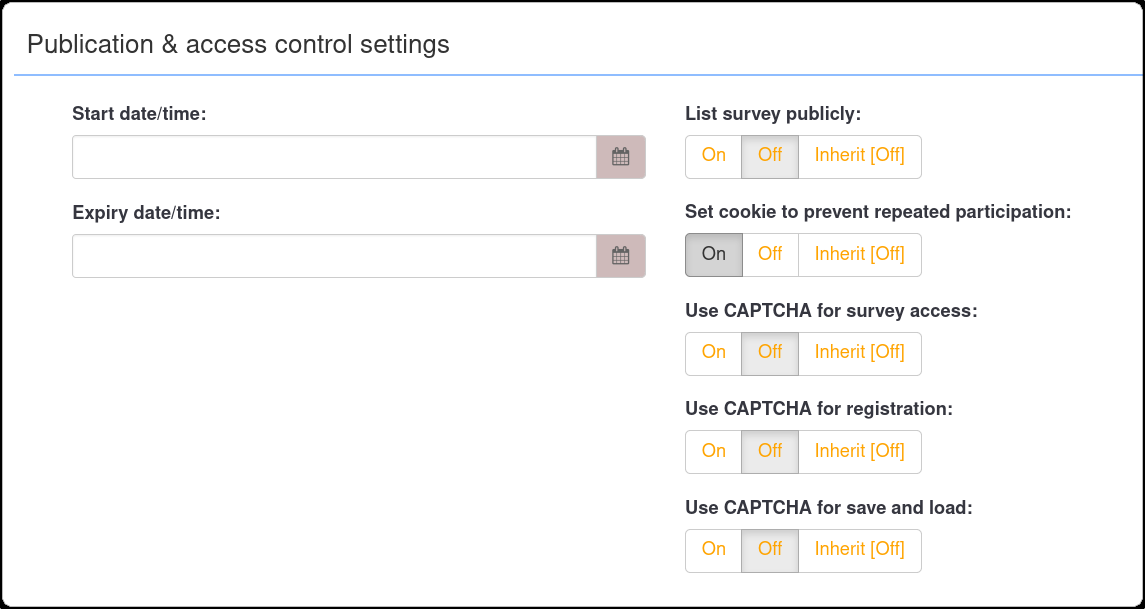 Publication & access control settings
Start date/time:
Expiry date/time:
List survey publicly:
On Off Inherit [Off]
Set cookie to prevent repeated participation:
On Off Inherit [Off]
Use CAPTCHA for survey access:
On Off Inherit [Off]
Use CAPTCHA for registration:
On Off Inherit [Off]
Use CAPTCHA for save and load:
On Off Inherit [Off]